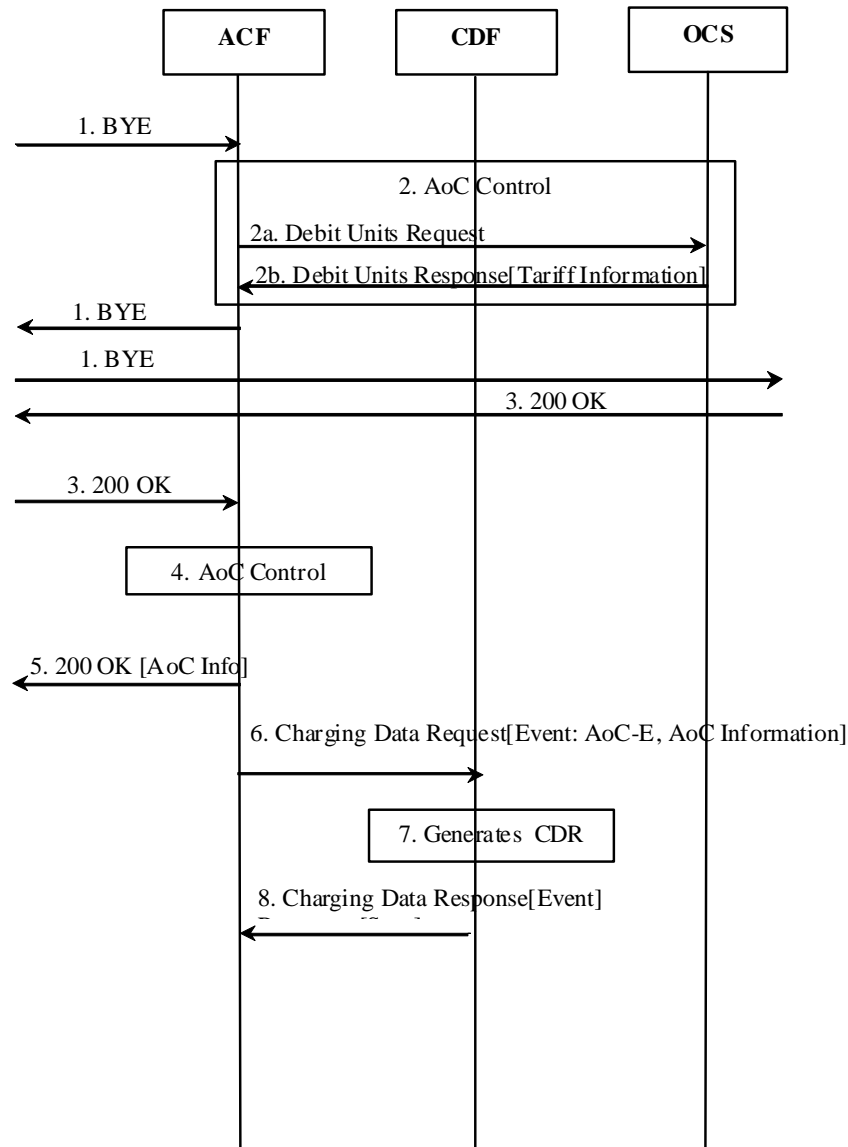 ACF
CDF
OCS
1. BYE
2. AoC Control
2a. Debit Units Request
2b. Debit Units Response[Tariff Information]
1. BYE
1. BYE
3. 200 OK
3. 200 OK
4. AoC Control
5. 200 OK [AoC Info]
6. Charging Data Request[Event: AoC-E, AoC Information]
7. Generates CDR
8. Charging Data Response[Event]